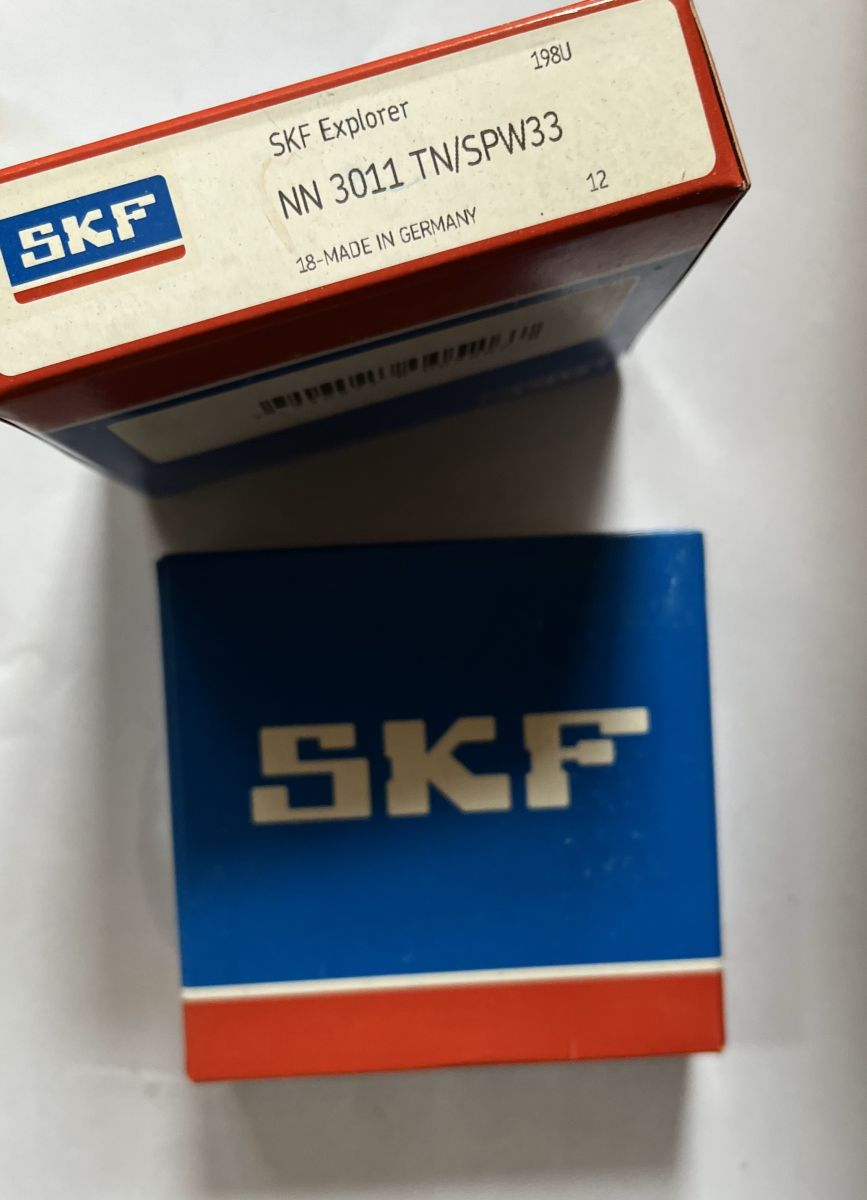 198U
SKF Explorer
NN 3011 TN/SPW33
12
18-MADE IN GERMANY
SKF
SKF